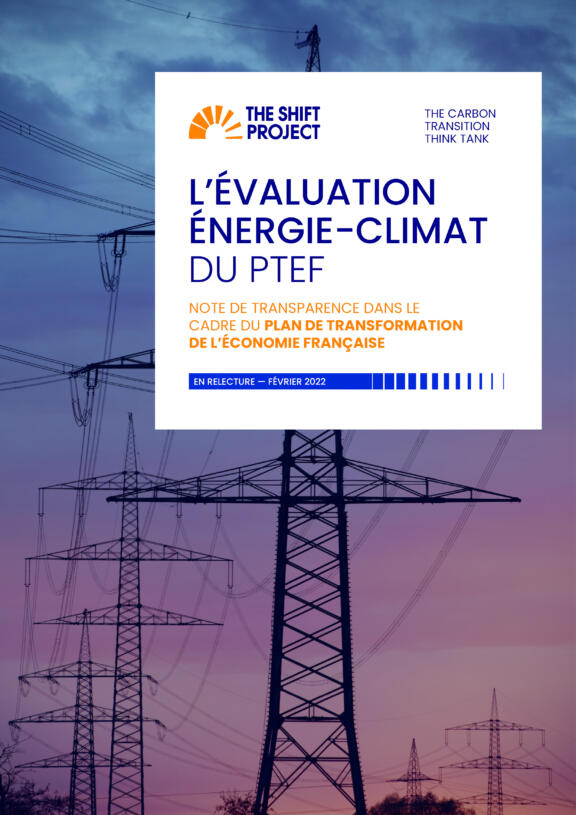 THE SHIFT
PROJECT
THE CARBON
TRANSITION
THINK TANK
L'ÉVALUATION
ÉNERGIE-CLIMAT
DU PTEF
NOTE DE TRANSPARENCE DANS LE
CADRE DU PLAN DE TRANSFORMATION
DE L'ÉCONOMIE FRANÇAISE
EN RELECTURE — FÉVRIER 2022